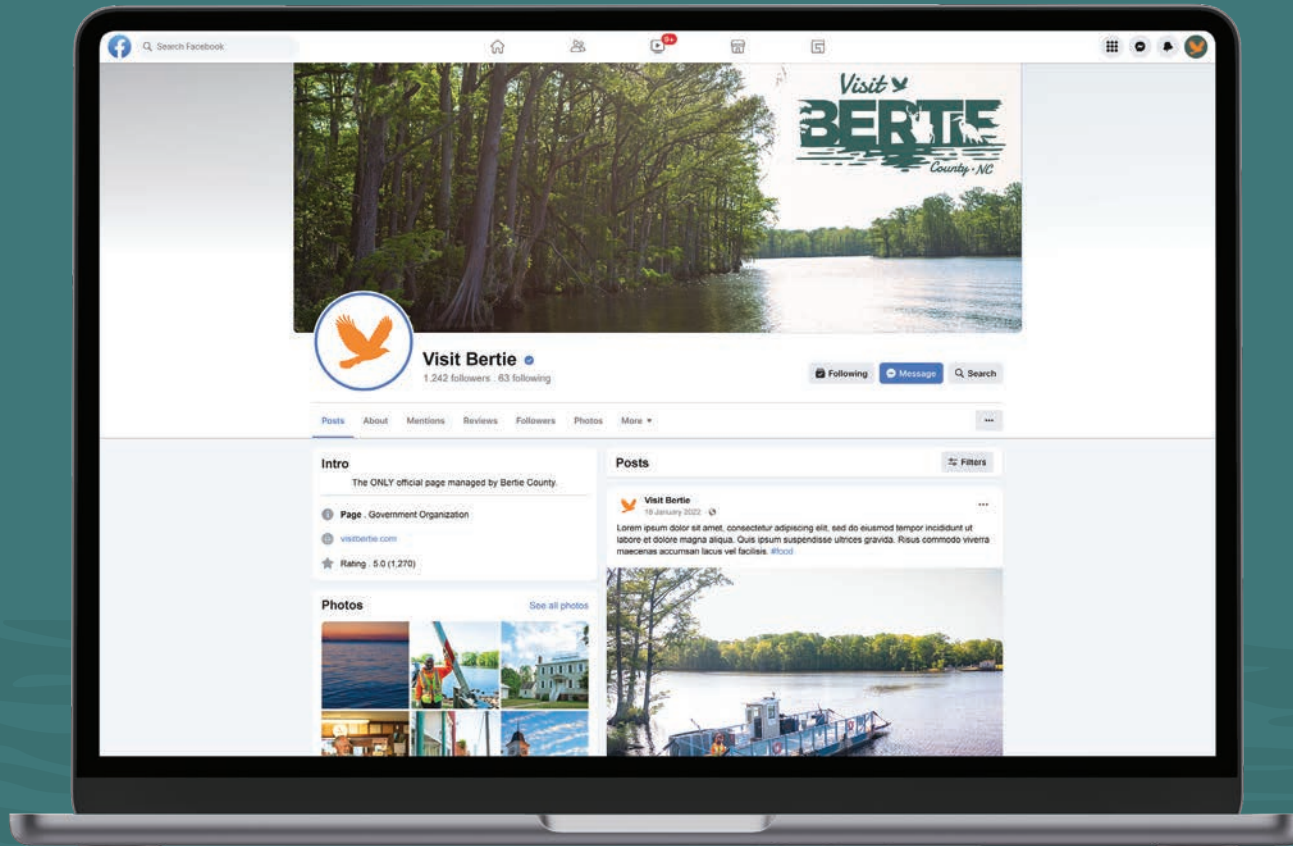 Search Facebook
9+
Visit
BERTIE
County • NC
Visit Bertie
1.242 followers . 63 following
Following
Message
Search
Posts
About
Mentions
Reviews
Followers
Photos
More
Intro
The ONLY official page managed by Bertie County.
Page . Government Organization
visitbertie.com
Rating . 5.0 (1,270)
Photos
See all photos
Posts
Filters
Visit Bertie
18 January 2022 ·
Lorem ipsum dolor sit amet, consectetur adipiscing elit, sed do eiusmod tempor incididunt ut
labore et dolore magna aliqua. Quis ipsum suspendisse ultrices gravida. Risus commodo viverra
maecenas accumsan lacus vel facilisis. #food